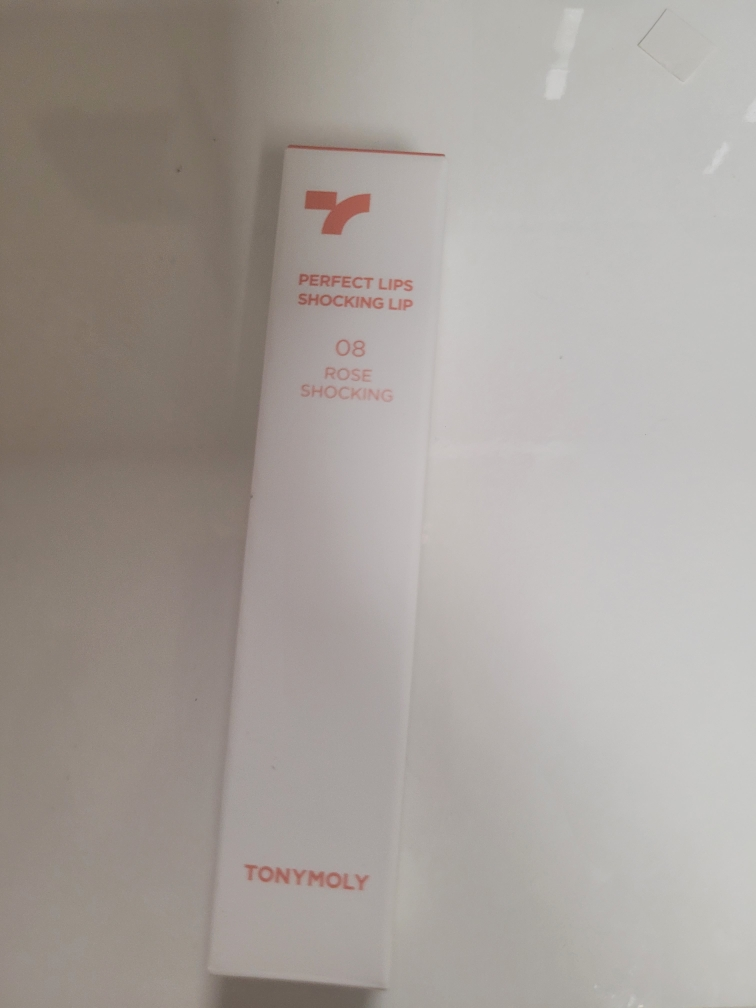 PERFECT LIPS
SHOCKING LIP
08
ROSE
SHOCKING
TONYMOLY